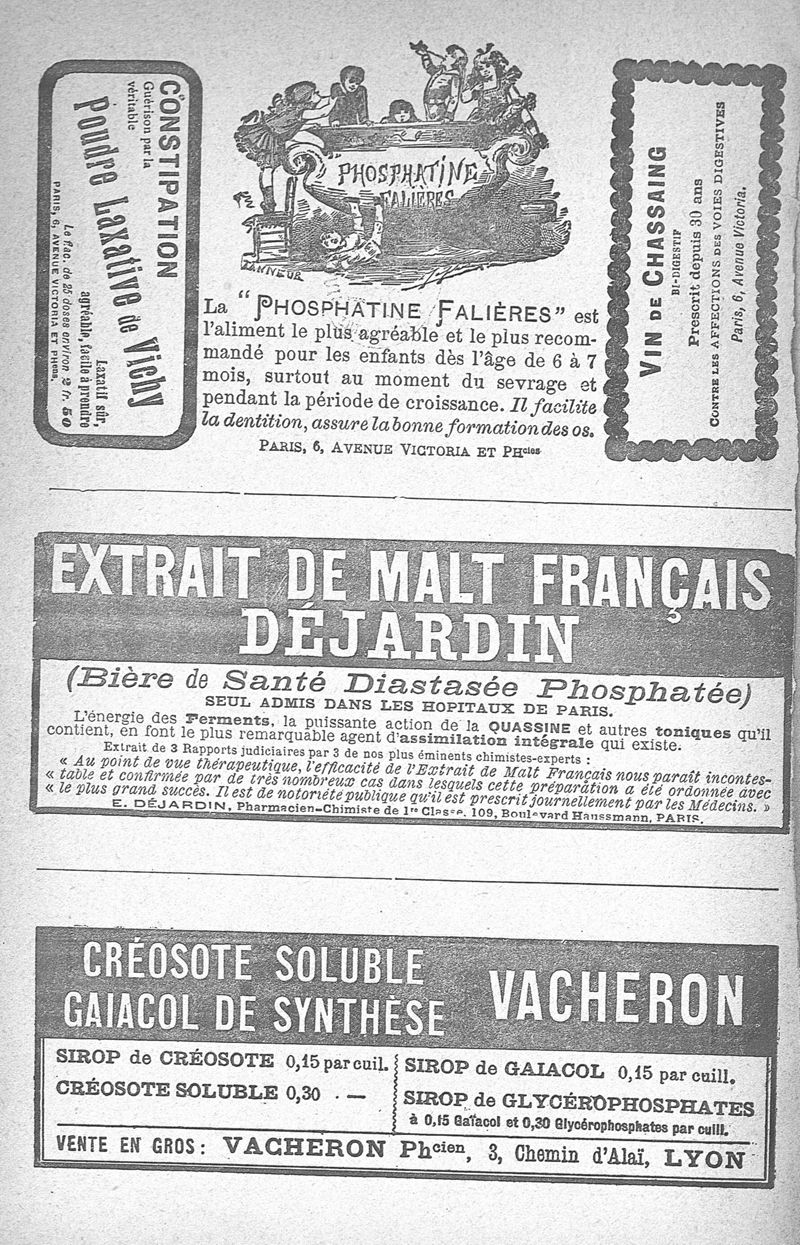 CONSTIPATION
Guérison par la
véritable
Poudre Laxative de Vichy
Laxatif sûr,
agréable, facile à prendre
Le flac. de 25 doses environ 2 fr. 50
PARIS, 6, AVENUE VICTORIA ET PHcies.
"PHOSPHATINE
FALIÈRES"
TANNEUR
La "PHOSPHATINE FALIÈRES" est
l'aliment le plus agréable et le plus recom-
mandé pour les enfants dès l'âge de 6 à 7
mois, surtout au moment du sevrage et
pendant la période de croissance. Il facilite
la dentition, assure la bonne formation des os.
PARIS, 6, AVENUE VICTORIA ET PHcies
VIN DE CHASSAING
BI-DIGESTIF
Prescrit depuis 30 ans
CONTRE LES AFFECTIONS DES VOIES DIGESTIVES
Paris, 6, Avenue Victoria.
EXTRAIT DE MALT FRANÇAIS
DÉJARDIN
(Bière de Santé Diastasée Phosphatée)
SEUL ADMIS DANS LES HOPITAUX DE PARIS.
L'énergie des Ferments, la puissante action de la QUASSINE et autres toniques qu'il
contient, en font le plus remarquable agent d'assimilation intégrale qui existe.
Extrait de 3 Rapports judiciaires par 3 de nos plus éminents chimistes-experts :
« Au point de vue thérapeutique, l'efficacité de l'Extrait de Malt Français nous paraît incontes-
« table et confirmée par de très nombreux cas dans lesquels cette préparation a été ordonnée avec
« le plus grand succès. Il est de notoriété publique qu'il est prescrit journellement par les Médecins. »
E. DÉJARDIN, Pharmacien-Chimiste de 1re Classe, 109, Boulevard Haussmann, PARIS.
CRÉOSOTE SOLUBLE
GAIACOL DE SYNTHÈSE
VACHERON
SIROP de CRÉOSOTE 0,15 par cuil.
CRÉOSOTE SOLUBLE 0,30 . —
SIROP de GAIACOL 0,15 par cuill.
SIROP de GLYCÉROPHOSPHATES
à 0,15 Gaïacol et 0,30 Glycérophosphates par cuill.
VENTE EN GROS : VACHERON Phcien, 3, Chemin d'Alaï, LYON